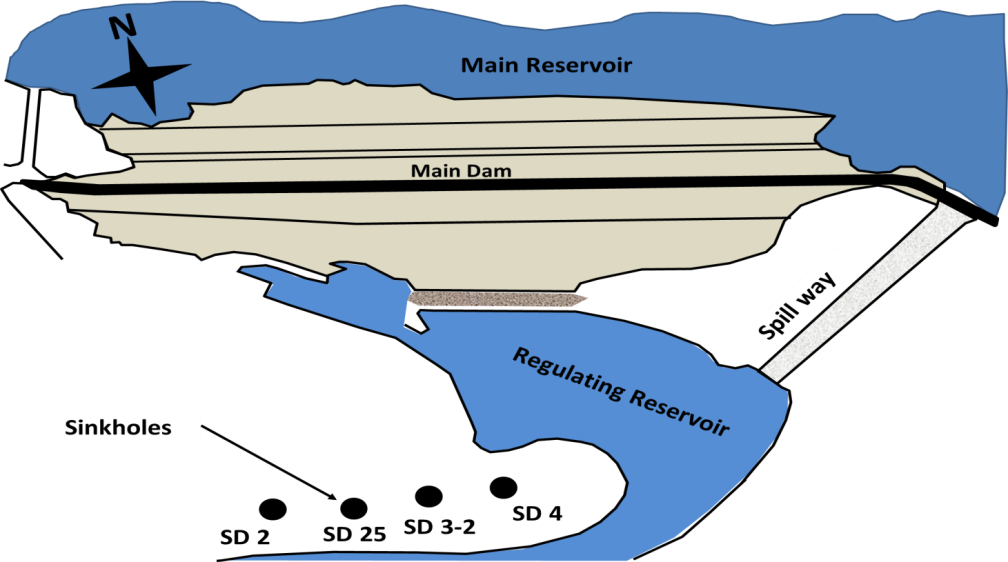 N
Main Reservoir
Main Dam
Spill way
Regulating Reservoir
Sinkholes
SD 2
SD 25
SD 3-2
SD 4